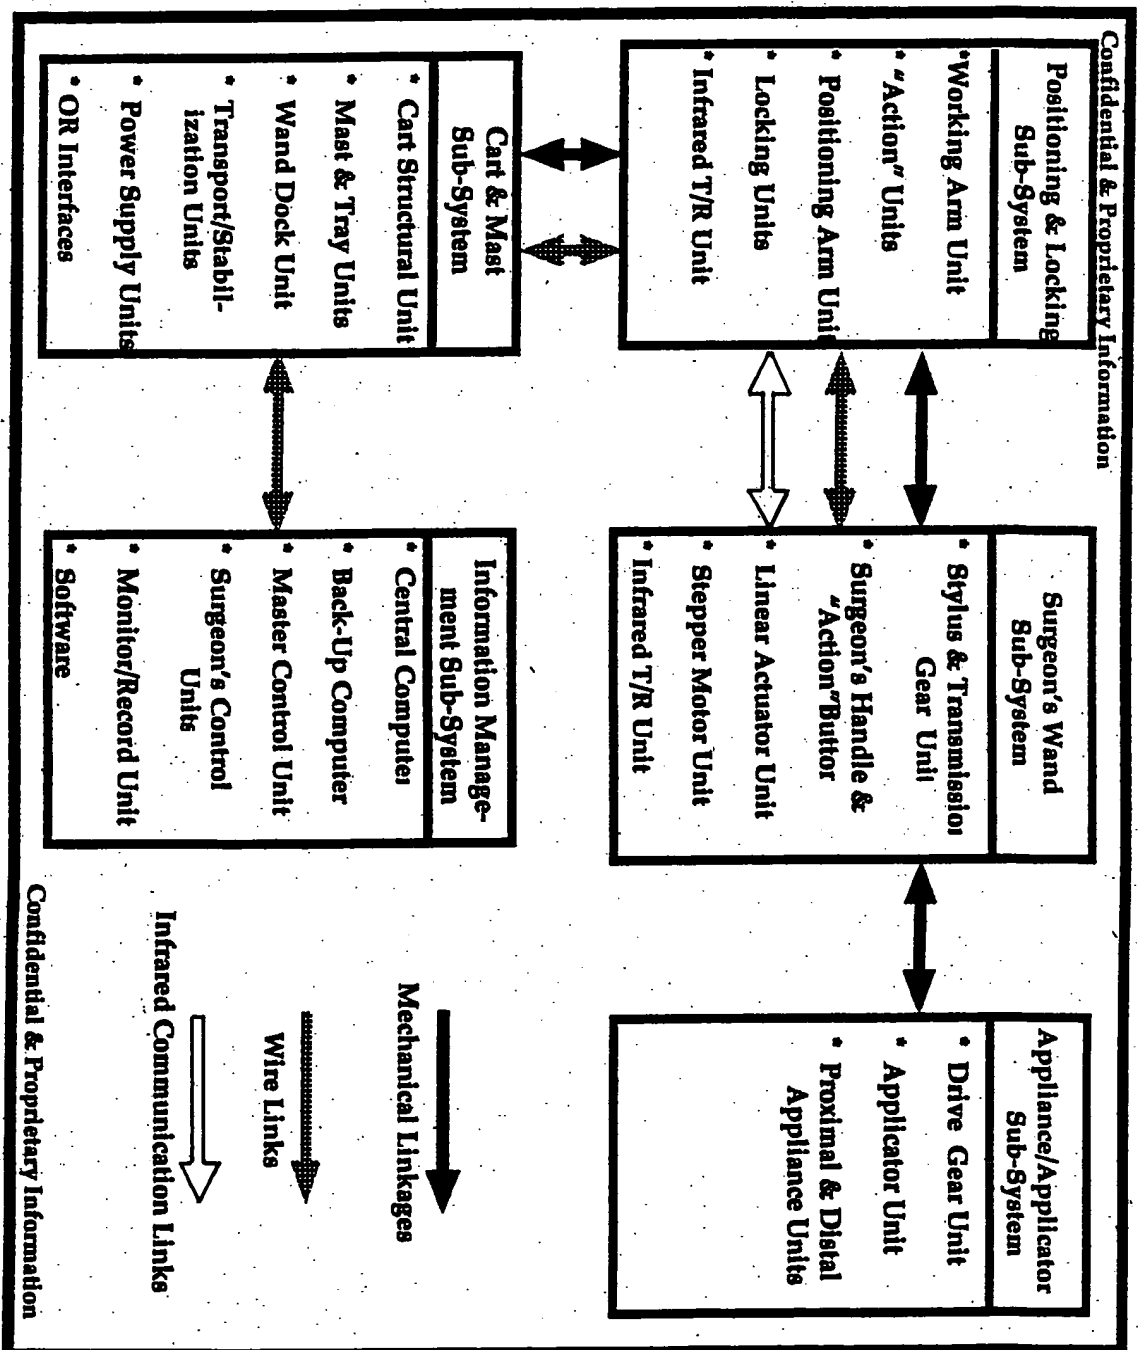 Confidential & Proprietary Information
Positioning & Locking
Sub-System
*Working Arm Unit
* "Action" Units
* Positioning Arm Unit
* Locking Units
* Infrared T/R Unit
Surgeon's Wand
Sub-System
* Stylus & Transmission
Gear Unit
* Surgeon's Handle &
"Action"Buttor
* Linear Actuator Unit
* Stepper Motor Unit
* Infrared T/R Unit
Appliance/Applicator
Sub-System
* Drive Gear Unit
* Applicator Unit
* Proximal & Distal
Appliance Units
Cart & Mast
Sub-System
* Cart Structural Unit
* Mast & Tray Units
* Wand Dock Unit
* Transport/Stabil-
ization Units
* Power Supply Units
* OR Interfaces
Information Manage-
ment Sub-System
* Central Computer
* Back-Up Computer
* Master Control Unit
* Surgeon's Control
Units
* Monitor/Record Unit
* Software
Mechanical Linkages
Wire Links
Infrared Communication Links
Confidential & Proprietary Information